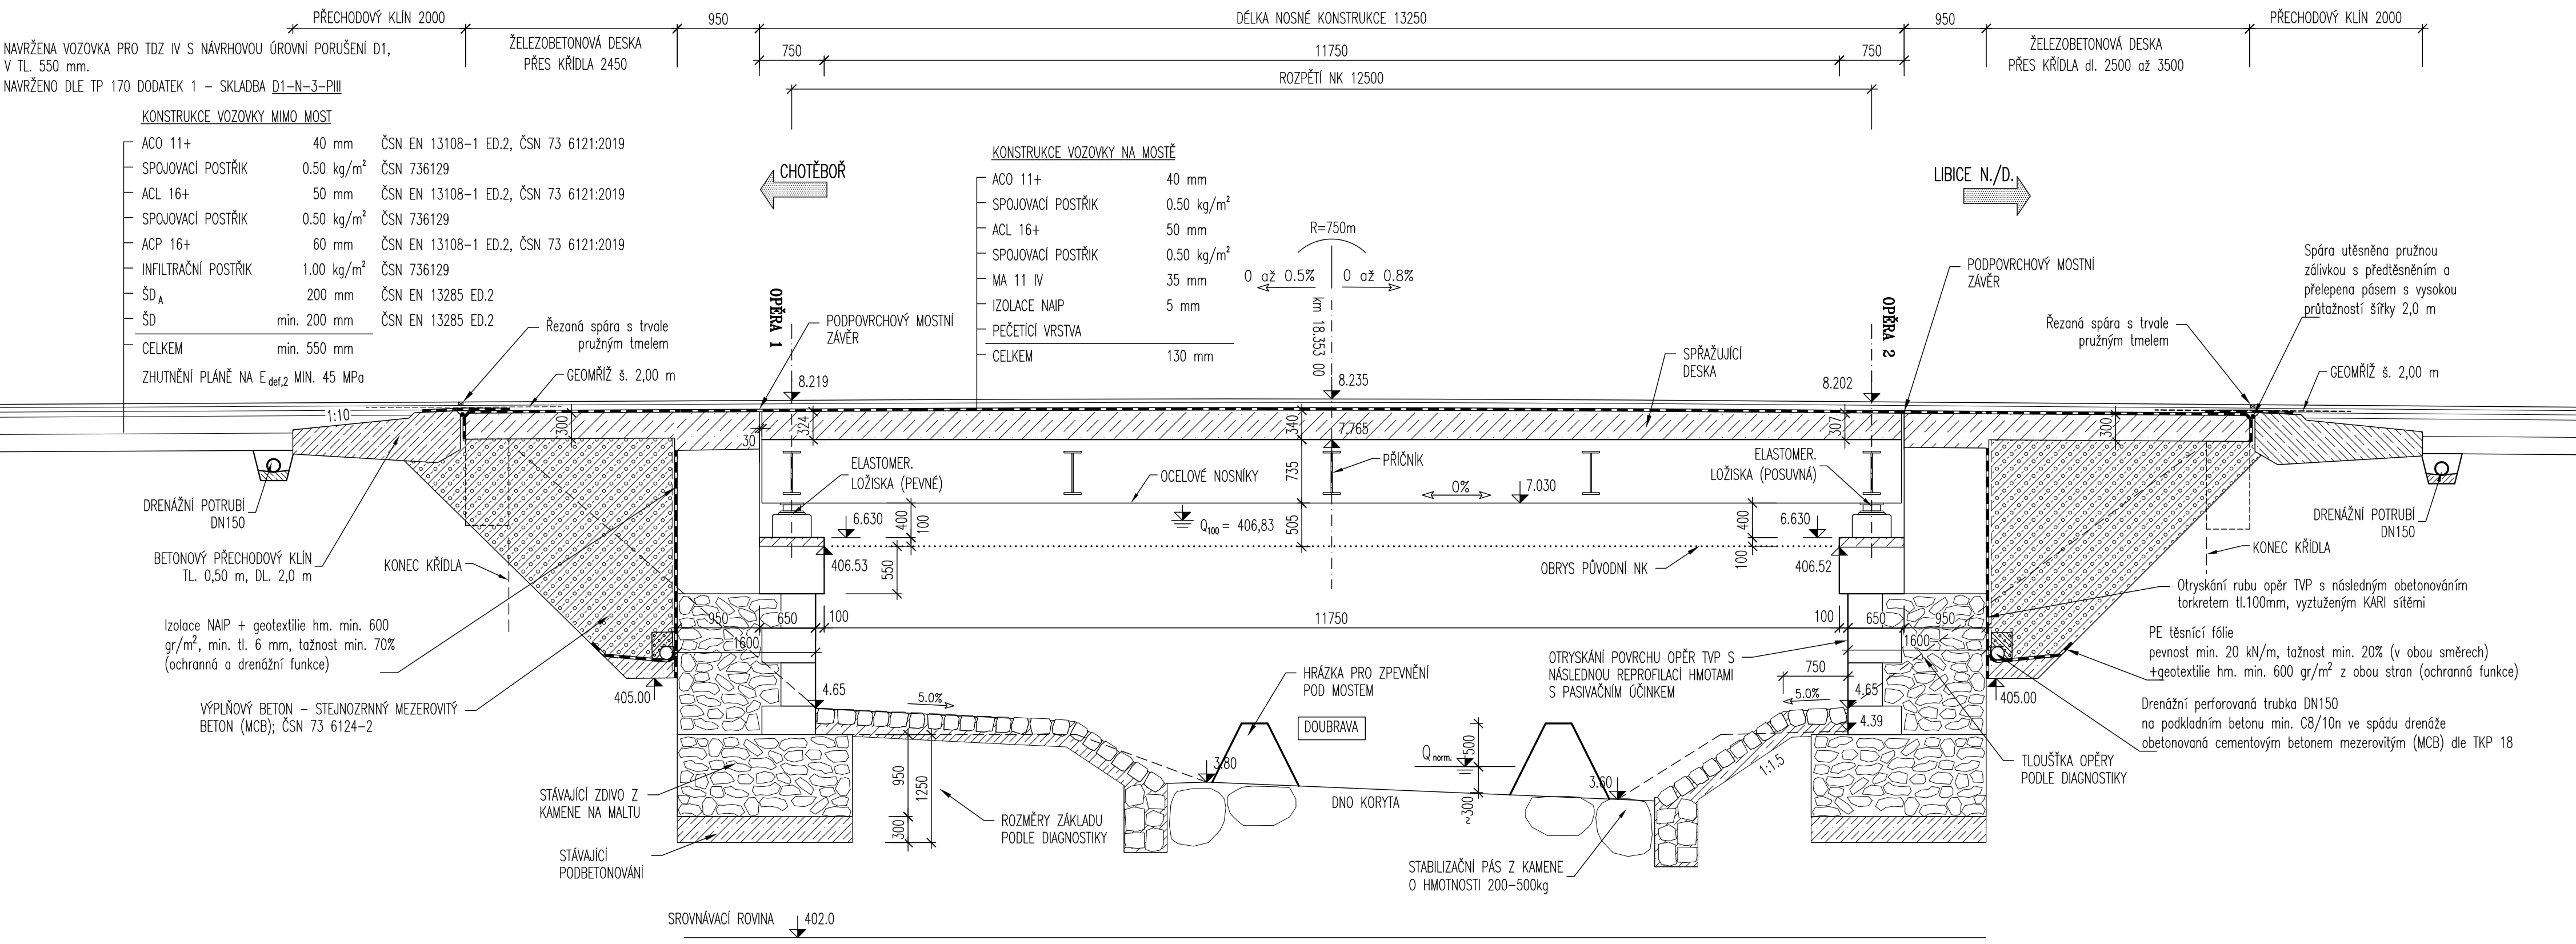 PŘECHODOVÝ KLÍN 2000
950
DÉLKA NOSNÉ KONSTRUKCE 13250
950
PŘECHODOVÝ KLÍN 2000
NAVRŽENA VOZOVKA PRO TDZ IV S NÁVRHOVOU ÚROVNÍ PORUŠENÍ D1,
V TL. 550 mm.
NAVRŽENO DLE TP 170 DODATEK 1 – SKLADBA D1-N-3-PIII
ŽELEZOBETONOVÁ DESKA
PŘES KŘÍDLA 2450
750
11750
750
ROZPĚTÍ NK 12500
ŽELEZOBETONOVÁ DESKA
PŘES KŘÍDLA dl. 2500 až 3500
KONSTRUKCE VOZOVKY MIMO MOST
ACO 11+ 40 mm ČSN EN 13108-1 ED.2, ČSN 73 6121:2019
SPOJOVACÍ POSTŘIK 0.50 kg/m² ČSN 736129
ACL 16+ 50 mm ČSN EN 13108-1 ED.2, ČSN 73 6121:2019
SPOJOVACÍ POSTŘIK 0.50 kg/m² ČSN 736129
ACP 16+ 60 mm ČSN EN 13108-1 ED.2, ČSN 73 6121:2019
INFILTRAČNÍ POSTŘIK 1.00 kg/m² ČSN 736129
ŠD A 200 mm ČSN EN 13285 ED.2
ŠD min. 200 mm ČSN EN 13285 ED.2
CELKEM min. 550 mm
ZHUTNĚNÍ PLÁNĚ NA E def,2 MIN. 45 MPa
CHOTĚBOŘ
KONSTRUKCE VOZOVKY NA MOSTĚ
ACO 11+ 40 mm
SPOJOVACÍ POSTŘIK 0.50 kg/m²
ACL 16+ 50 mm
SPOJOVACÍ POSTŘIK 0.50 kg/m²
MA 11 IV 35 mm
IZOLACE NAIP 5 mm
PEČETÍCÍ VRSTVA
CELKEM 130 mm
LIBICE N./D.
R=750m
0 až 0.5%
0 až 0.8%
km 18.353 00
OPĚRA 1
OPĚRA 2
Řezaná spára s trvale
pružným tmelem
GEOMŘÍŽ š. 2,00 m
PODPOVRCHOVÝ MOSTNÍ
ZÁVĚR
SPŘAŽUJÍCÍ
DESKA
PODPOVRCHOVÝ MOSTNÍ
ZÁVĚR
Spára utěsněna pružnou
zálivkou s předtěsněním a
přelepena pásem s vysokou
průtažností šířky 2,0 m
Řezaná spára s trvale
pružným tmelem
GEOMŘÍŽ š. 2,00 m
8.219
8.235
8.202
1:10
300
30
324
340
7.765
307
300
735
ELASTOMER.
LOŽISKA (PEVNÉ)
OCELOVÉ NOSNÍKY
PŘÍČNÍK
ELASTOMER.
LOŽISKA (POSUVNÁ)
0%
7.030
DRENÁŽNÍ POTRUBÍ
DN150
6.630
400
100
Q100 = 406,83
505
400
6.630
100
DRENÁŽNÍ POTRUBÍ
DN150
BETONOVÝ PŘECHODOVÝ KLÍN
TL. 0,50 m, DL. 2,0 m
KONEC KŘÍDLA
406.53
550
OBRYS PŮVODNÍ NK
406.52
KONEC KŘÍDLA
Izolace NAIP + geotextilie hm. min. 600
gr/m², min. tl. 6 mm, tažnost min. 70%
(ochranná a drenážní funkce)
950
650
100
1600
11750
100
650
950
1600
Otryskání rubu opěr TVP s následným obetonováním
torkretem tl.100mm, vyztuženým KARI sítěmi
PE těsnící fólie
pevnost min. 20 kN/m, tažnost min. 20% (v obou směrech)
+geotextilie hm. min. 600 gr/m² z obou stran (ochranná funkce)
VÝPLŇOVÝ BETON – STEJNOZRNNÝ MEZEROVITÝ
BETON (MCB); ČSN 73 6124-2
405.00
4.65
5.0%
HRÁZKA PRO ZPEVNĚNÍ
POD MOSTEM
OTRYSKÁNÍ POVRCHU OPĚR TVP S
NÁSLEDNOU REPROFILACÍ HMOTAMI
S PASIVAČNÍM ÚČINKEM
750
5.0%
4.65
4.39
405.00
Drenážní perforovaná trubka DN150
na podkladním betonu min. C8/10n ve spádu drenáže
obetonovaná cementovým betonem mezerovitým (MCB) dle TKP 18
DOUBRAVA
Q norm.
500
~300
3.80
3.60
1:1.5
DNO KORYTA
TLOUŠŤKA OPĚRY
PODLE DIAGNOSTIKY
STÁVAJÍCÍ ZDIVO Z
KAMENE NA MALTU
950
1250
300
ROZMĚRY ZÁKLADU
PODLE DIAGNOSTIKY
STÁVAJÍCÍ
PODBETONOVÁNÍ
STABILIZAČNÍ PÁS Z KAMENE
O HMOTNOSTI 200-500kg
SROVNÁVACÍ ROVINA 402.0